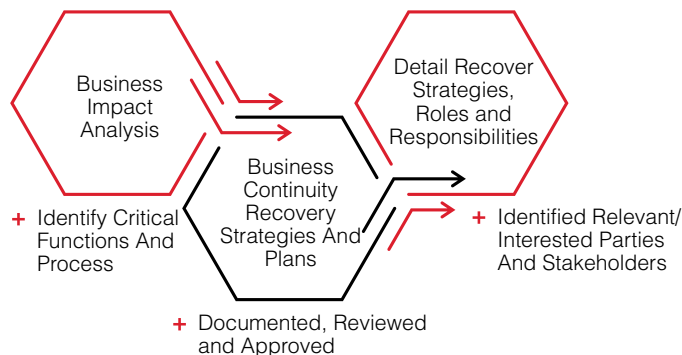 Business
Impact
Analysis
+ Identify Critical
Functions And
Process
Business
Continuity
Recovery
Strategies And
Plans
+ Documented, Reviewed
and Approved
Detail Recover
Strategies,
Roles and
Responsibilities
+ Identified Relevant/
Interested Parties
And Stakeholders